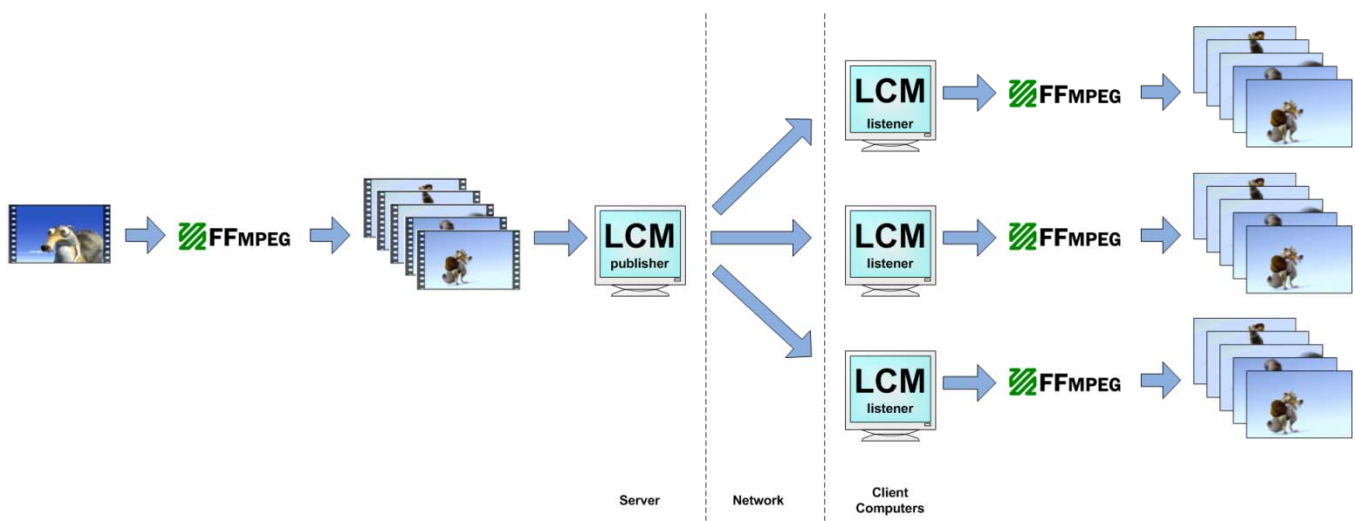 LCM
listener
FFMPEG
FFMPEG
LCM
publisher
LCM
listener
FFMPEG
LCM
listener
FFMPEG
Server
Network
Client
Computers